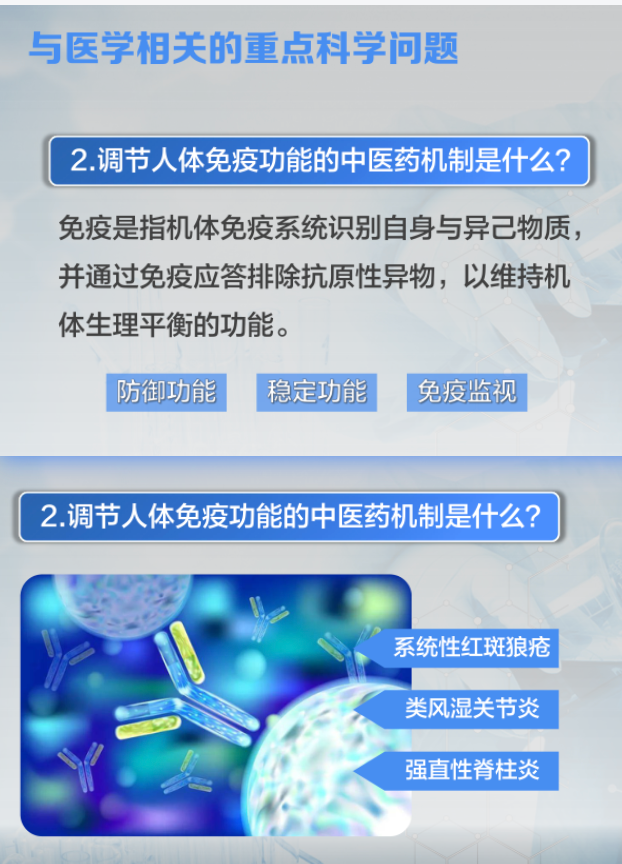 与医学相关的重点科学问题
2.调节人体免疫功能的中医药机制是什么?
免疫是指机体免疫系统识别自身与异己物质，
并通过免疫应答排除抗原性异物，以维持机
体生理平衡的功能。
防御功能 稳定功能 免疫监视
2.调节人体免疫功能的中医药机制是什么?
系统性红斑狼疮
类风湿关节炎
强直性脊柱炎